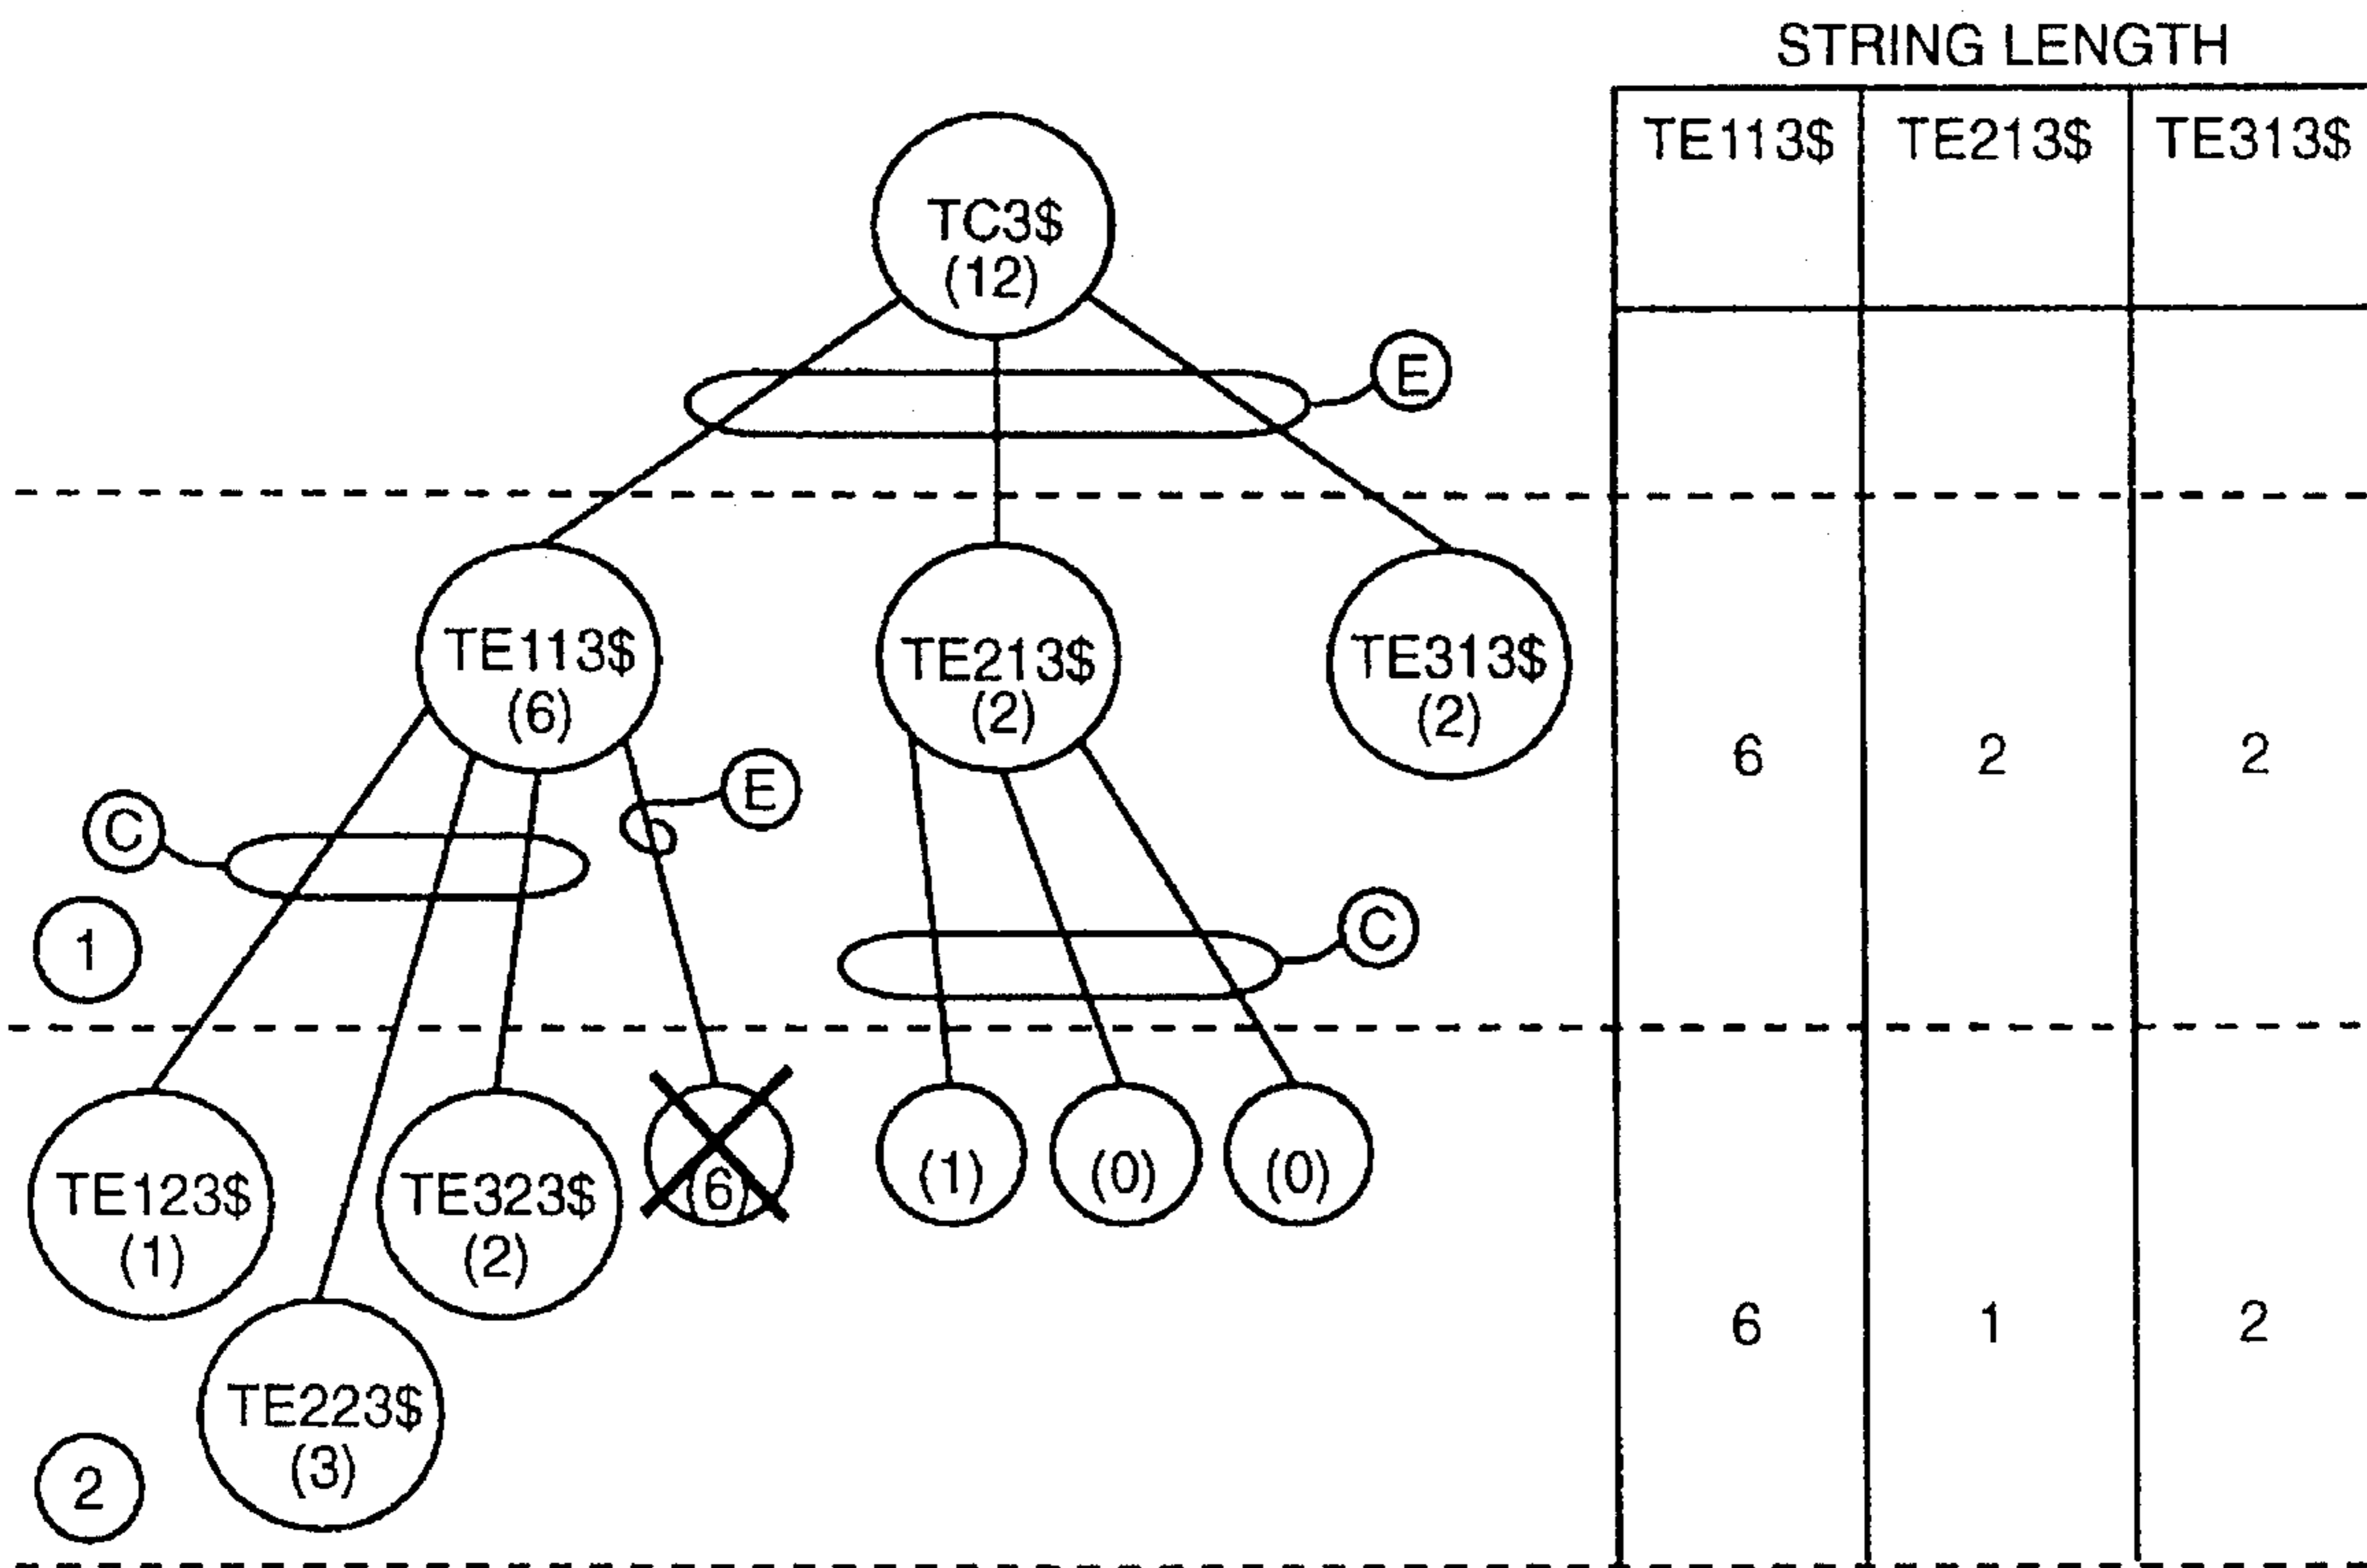 STRING LENGTH
TE113$ TE213$ TE313$
TC3$
(12)
E
TE113$
(6)
TE213$
(2)
TE313$
(2)
6 2 2
E
C
C
1
TE123$
(1)
TE323$
(2)
(6)
(1)
(0)
(0)
6 1 2
TE223$
(3)
2